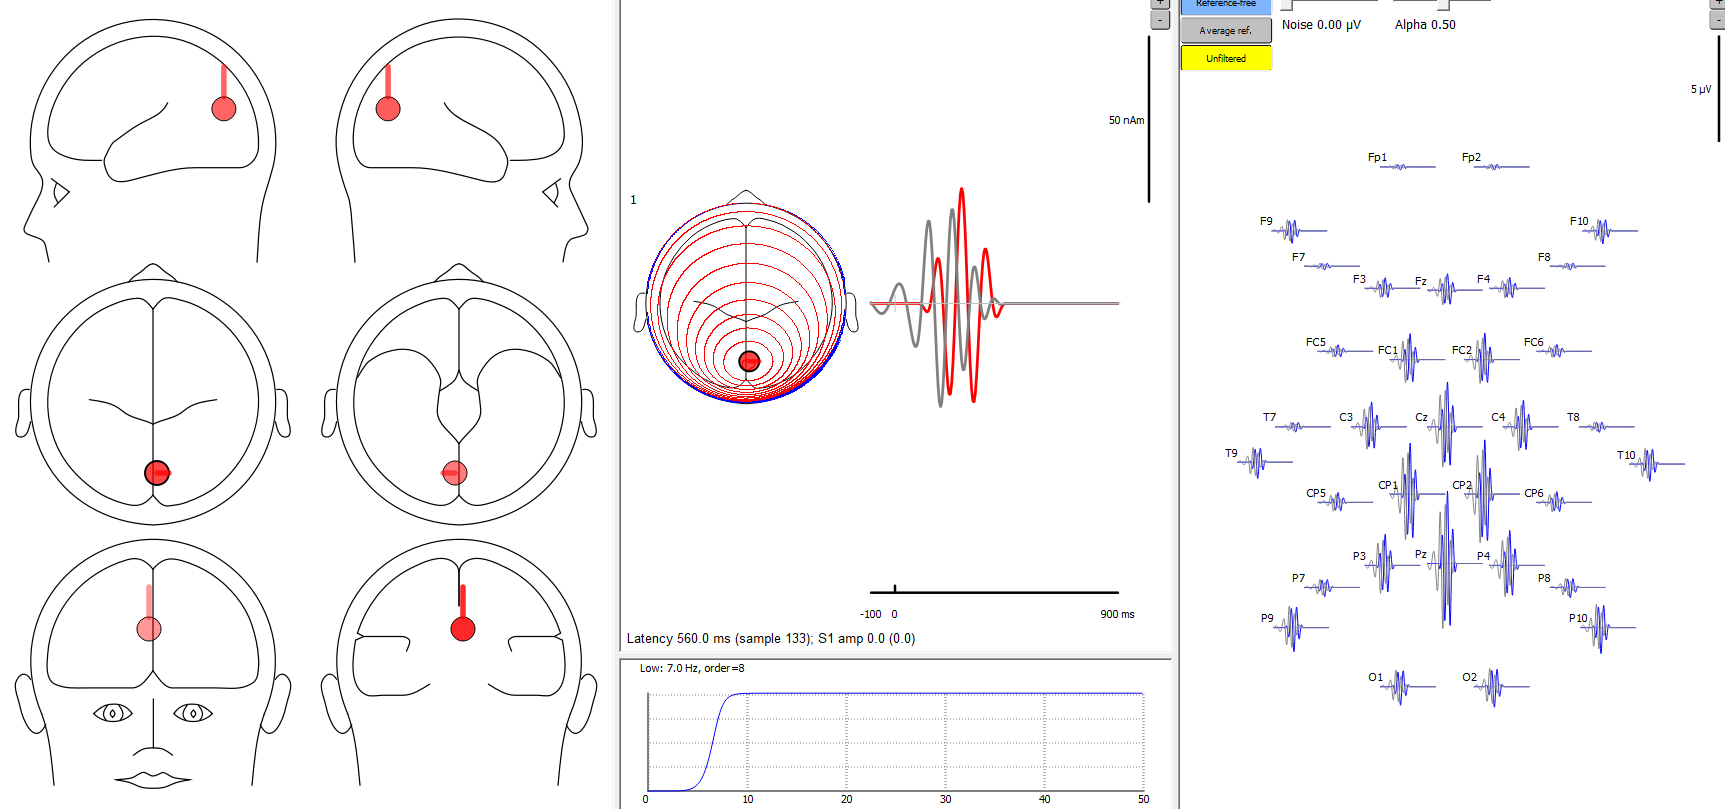 +
-
50 nAm
1
-100 0 900 ms
Latency 560.0 ms (sample 133); S1 amp 0.0 (0.0)
Low: 7.0 Hz, order=8
0 10 20 30 40 50
Reference-free
Average ref.
Unfiltered
Noise 0.00 µV
Alpha 0.50
+
-
5 µV
Fp1 Fp2
F9 F10
F7 F8
F3 Fz F4
FC5 FC1 FC2 FC6
T7 C3 Cz C4 T8
T9 T10
CP5 CP1 CP2 CP6
P3 Pz P4
P7 P8
P9 P10
O1 O2